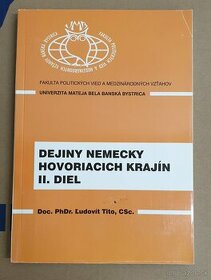 FAKULTA POLITICKÝCH VIED A MEDZINÁRODNÝCH VZŤAHOV
UNIVERZITA MATEJA BELA BANSKÁ BYSTRICA
DEJINY NEMECKY
HOVORIACICH KRAJÍN
II. DIEL
Doc. PhDr. Ľudovít Tito, CSc.